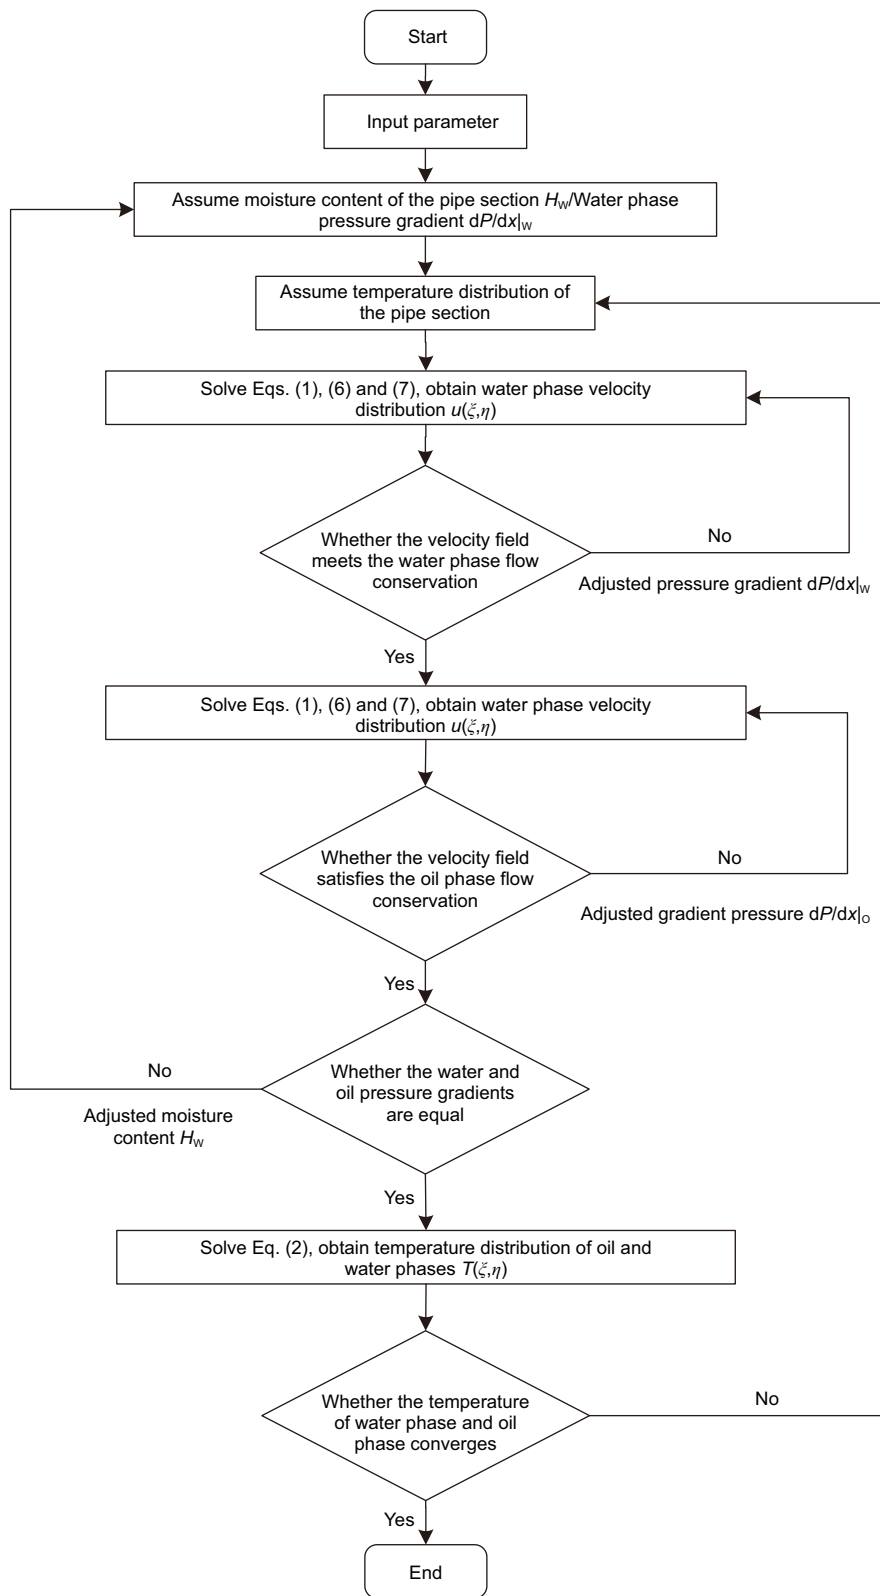 Start
Input parameter
Assume moisture content of the pipe section H_W/Water phase
pressure gradient dP/dx|_W
Assume temperature distribution of
the pipe section
Solve Eqs. (1), (6) and (7), obtain water phase velocity
distribution u(ξ,η)
Whether the velocity field
meets the water phase flow
conservation
No
Adjusted pressure gradient dP/dx|_W
Yes
Solve Eqs. (1), (6) and (7), obtain water phase velocity
distribution u(ξ,η)
Whether the velocity field
satisfies the oil phase flow
conservation
No
Adjusted gradient pressure dP/dx|_O
Yes
Whether the water and
oil pressure gradients
are equal
No
Adjusted moisture
content H_W
Yes
Solve Eq. (2), obtain temperature distribution of oil and
water phases T(ξ,η)
Whether the temperature
of water phase and oil
phase converges
No
Yes
End